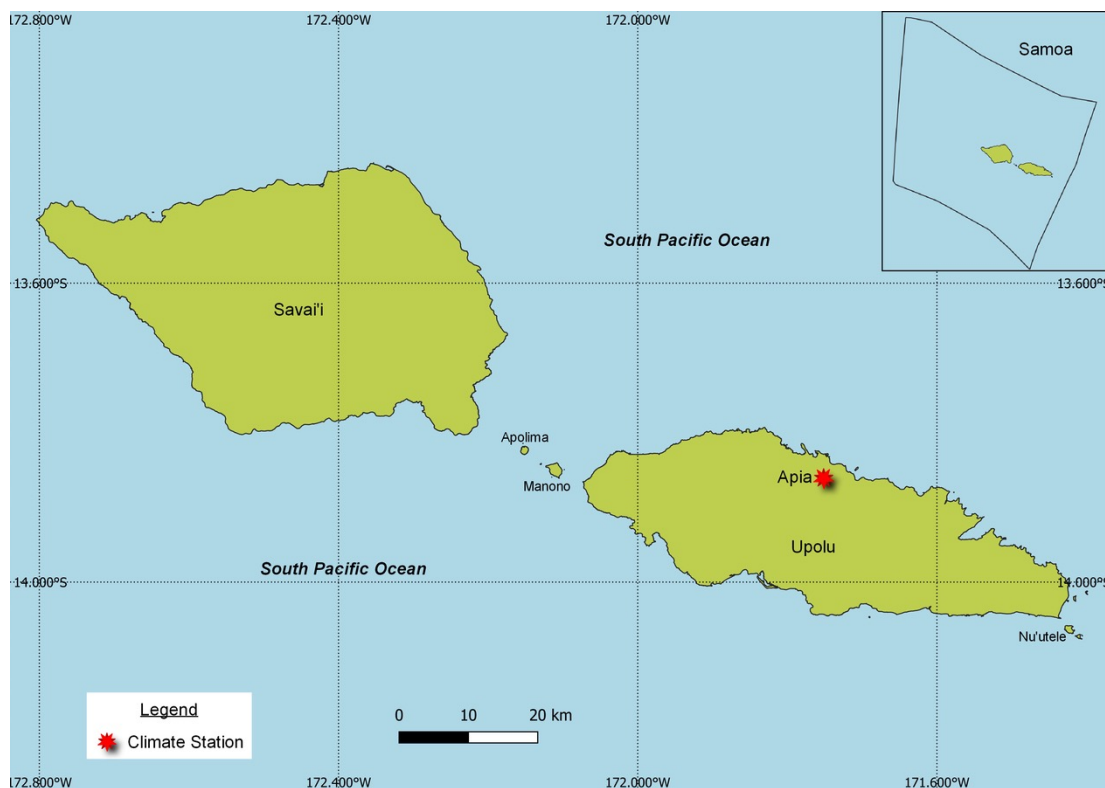 172.800°W 172.400°W 172.000°W
Samoa
South Pacific Ocean
13.600°S 13.600°S
Savai'i
Apolima
Manono
Apia
Upolu
South Pacific Ocean
14.000°S 14.000°S
Nu'utele
Legend
Climate Station
0 10 20 km
172.800°W 172.400°W 172.000°W 171.600°W